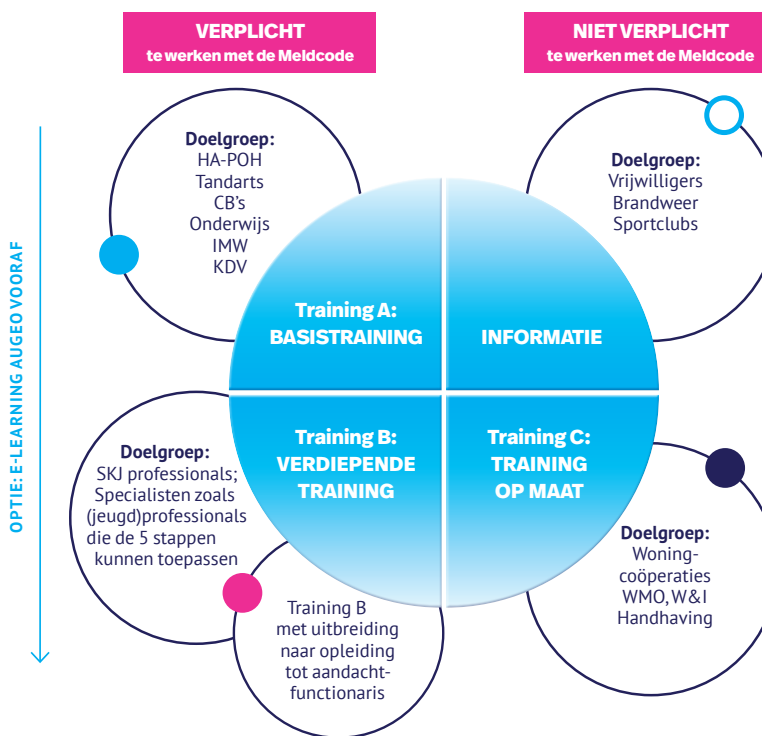 VERPLICHT
te werken met de Meldcode
NIET VERPLICHT
te werken met de Meldcode
OPTIE: E-LEARNING AUGEO VOORAF
Doelgroep:
HA-POH
Tandarts
CB’s
Onderwijs
IMW
KDV
Doelgroep:
Vrijwilligers
Brandweer
Sportclubs
Training A:
BASISTRAINING
INFORMATIE
Training B:
VERDIEPENDE
TRAINING
Training C:
TRAINING
OP MAAT
Doelgroep:
SKJ professionals;
Specialisten zoals
(jeugd)professionals
die de 5 stappen
kunnen toepassen
Training B
met uitbreiding
naar opleiding
tot aandacht-
functionaris
Doelgroep:
Woning-
coöperaties
WMO, W&I
Handhaving